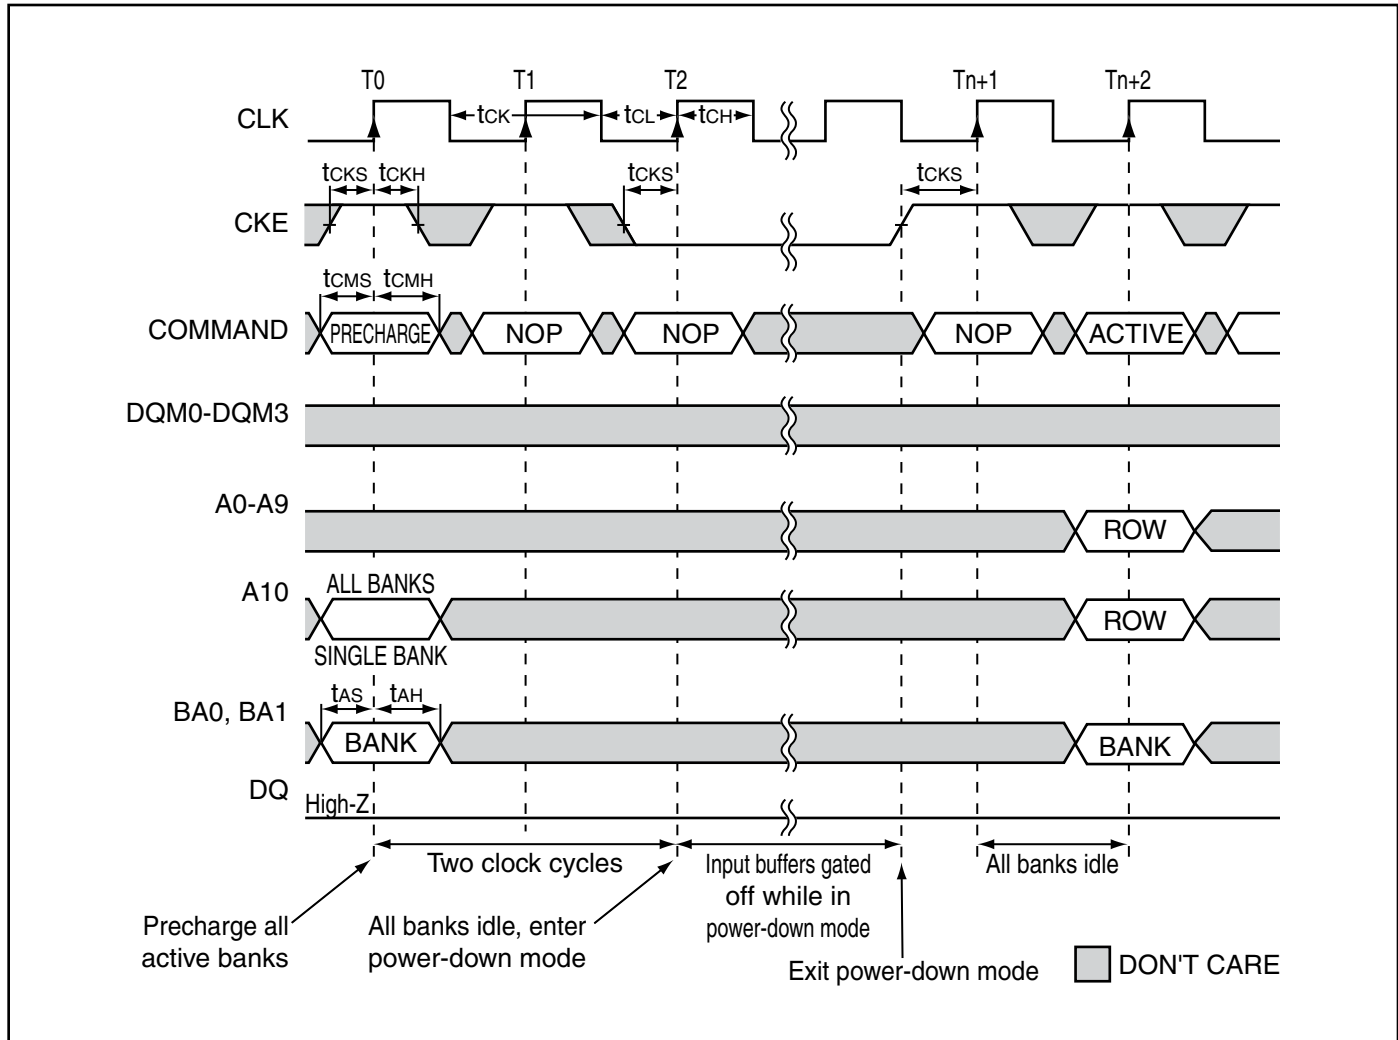 T0 T1 T2 Tn+1 Tn+2
CLK tCK tCL tCH
tCKS tCKH tCKS tCKS
CKE
tCMS tCMH
COMMAND PRECHARGE NOP NOP NOP ACTIVE
DQM0-DQM3
A0-A9 ROW
A10 ALL BANKS ROW
SINGLE BANK
tAS tAH
BA0, BA1 BANK BANK
DQ High-Z
Two clock cycles
Input buffers gated
off while in
power-down mode
All banks idle
Precharge all
active banks
All banks idle, enter
power-down mode
Exit power-down mode
DON'T CARE